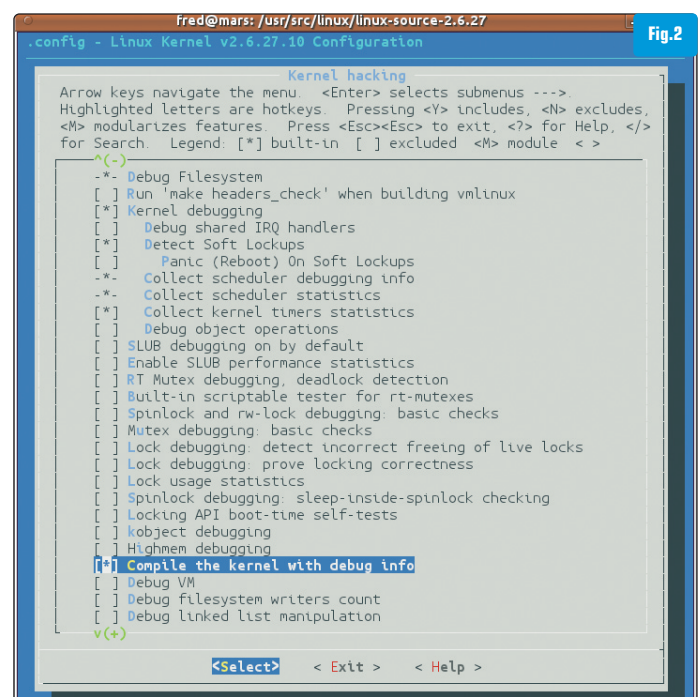 fred@mars: /usr/src/linux/linux-source-2.6.27
Fig.2
.config - Linux Kernel v2.6.27.10 Configuration
Kernel hacking
Arrow keys navigate the menu. <Enter> selects submenus --->.
Highlighted letters are hotkeys. Pressing <Y> includes, <N> excludes,
<M> modularizes features. Press <Esc><Esc> to exit, <?> for Help, </>
for Search. Legend: [*] built-in [ ] excluded <M> module < >
^(-)
-*- Debug Filesystem
[ ] Run 'make headers_check' when building vmlinux
[*] Kernel debugging
[ ] Debug shared IRQ handlers
[*] Detect Soft Lockups
[ ] Panic (Reboot) On Soft Lockups
-*- Collect scheduler debugging info
-*- Collect scheduler statistics
[*] Collect kernel timers statistics
[ ] Debug object operations
[ ] SLUB debugging on by default
[ ] Enable SLUB performance statistics
[ ] RT Mutex debugging, deadlock detection
[ ] Built-in scriptable tester for rt-mutexes
[ ] Spinlock and rw-lock debugging: basic checks
[ ] Mutex debugging: basic checks
[ ] Lock debugging: detect incorrect freeing of live locks
[ ] Lock debugging: prove locking correctness
[ ] Lock usage statistics
[ ] Spinlock debugging: sleep-inside-spinlock checking
[ ] Locking API boot-time self-tests
[ ] kobject debugging
[ ] Highmem debugging
[*] Compile the kernel with debug info
[ ] Debug VM
[ ] Debug filesystem writers count
[ ] Debug linked list manipulation
v(+)
<Select> < Exit > < Help >